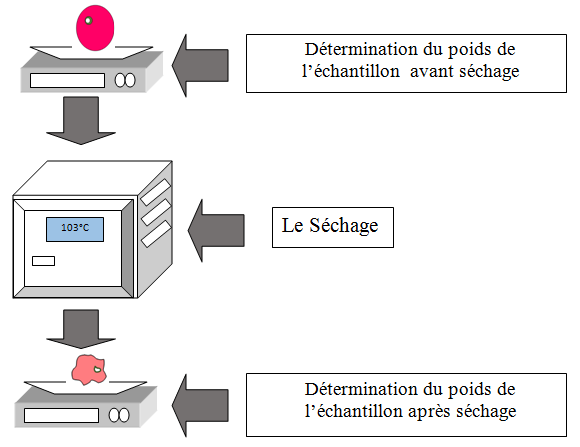 Détermination du poids de
l’échantillon avant séchage
103°C
Le Séchage
Détermination du poids de
l’échantillon après séchage